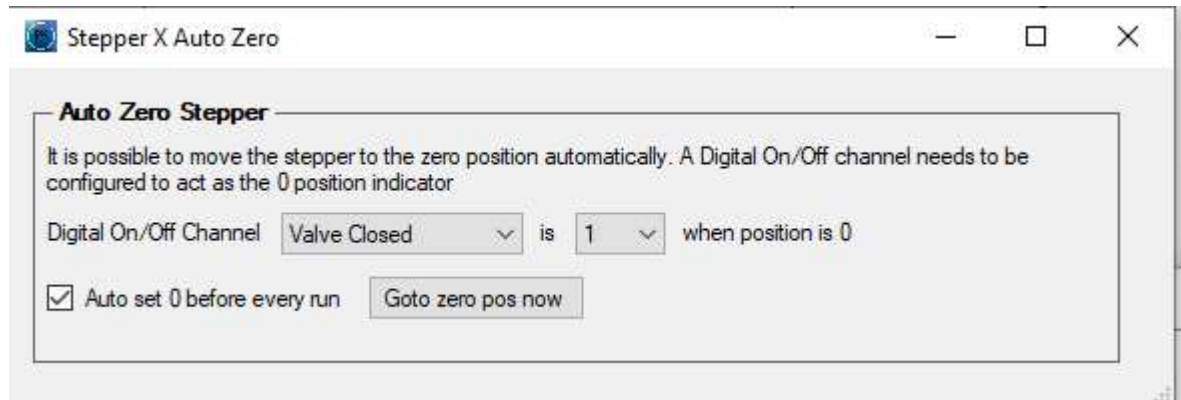 Stepper X Auto Zero
Auto Zero Stepper
It is possible to move the stepper to the zero position automatically. A Digital On/Off channel needs to be
configured to act as the 0 position indicator
Digital On/Off Channel Valve Closed is 1 when position is 0
Auto set 0 before every run Goto zero pos now